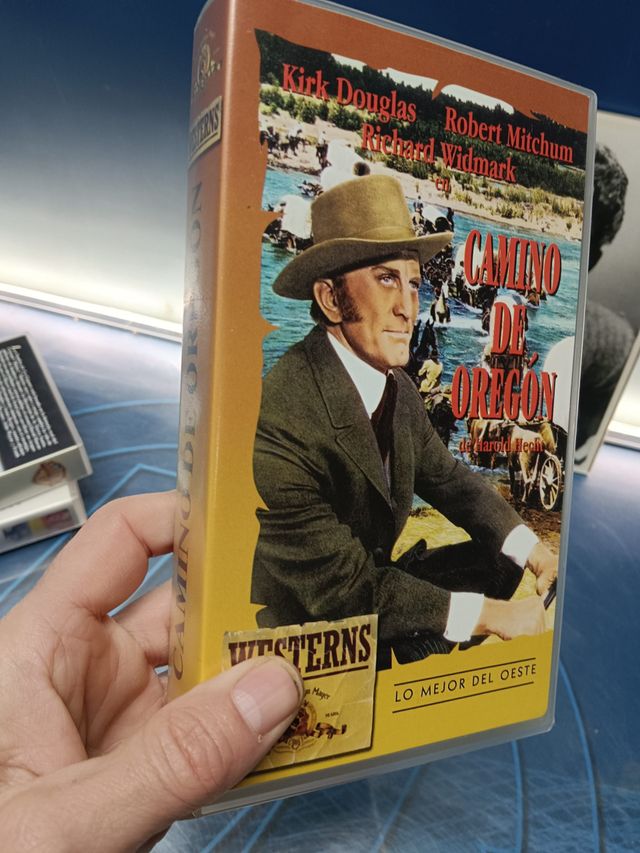 Kirk Douglas Robert Mitchum
Richard Widmark
en
CAMINO
DE
OREGÓN
de Harold Hecht
WESTERNS
LO MEJOR DEL OESTE
WESTERNS
CAMINO DE OREGÓN